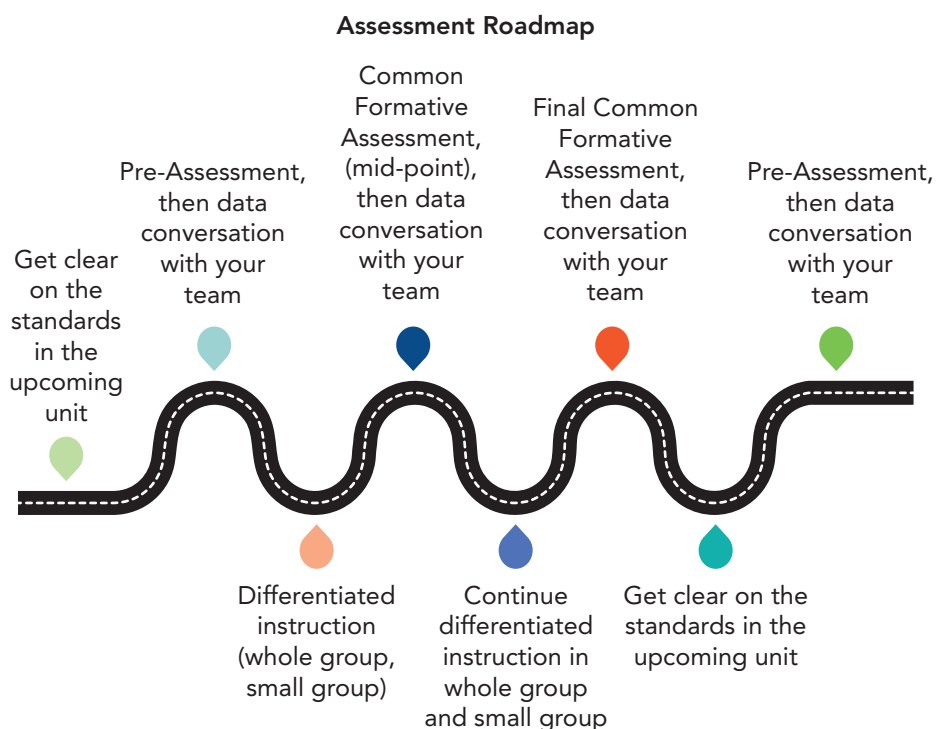 Assessment Roadmap
Get clear
on the
standards
in the
upcoming
unit
Pre-Assessment,
then data
conversation
with your
team
Differentiated
instruction
(whole group,
small group)
Common
Formative
Assessment,
(mid-point),
then data
conversation
with your
team
Continue
differentiated
instruction in
whole group
and small group
Final Common
Formative
Assessment,
then data
conversation
with your
team
Get clear on the
standards in the
upcoming unit
Pre-Assessment,
then data
conversation
with your
team